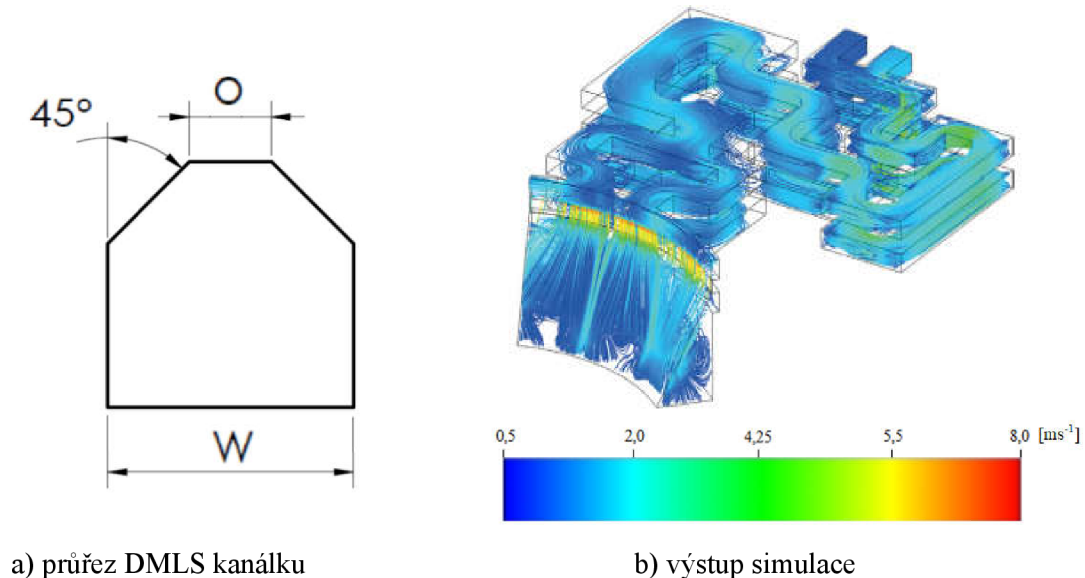 O
45°
W
0,5 2,0 4,25 5,5 8,0 [ms⁻¹]
a) průřez DMLS kanálku
b) výstup simulace